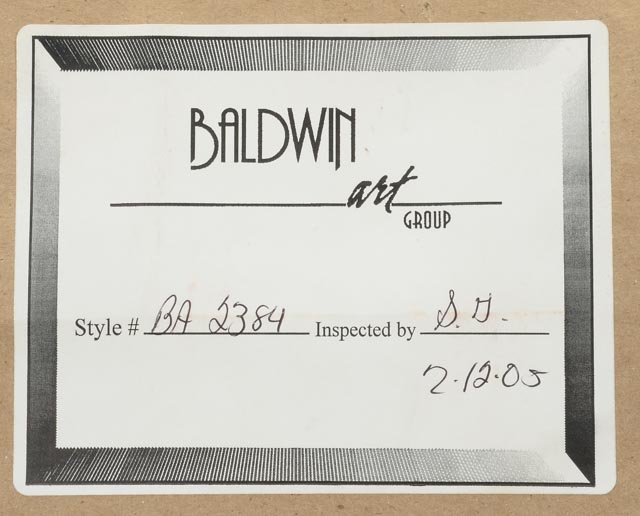 BALDWIN
art
GROUP
Style # BA 2384 Inspected by S. G.
2.12.05